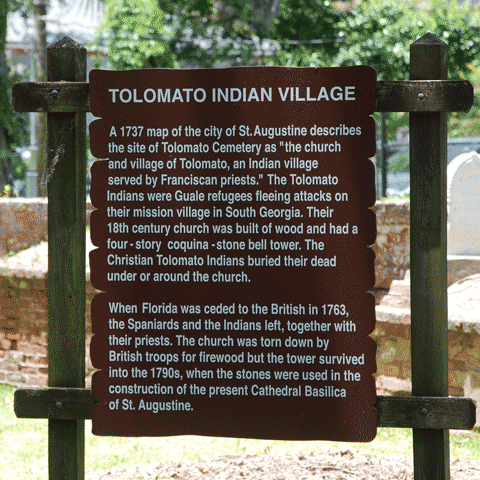 TOLOMATO INDIAN VILLAGE
A 1737 map of the city of St. Augustine describes
the site of Tolomato Cemetery as "the church
and village of Tolomato, an Indian village
served by Franciscan priests." The Tolomato
Indians were Guale refugees fleeing attacks on
their mission village in South Georgia. Their
18th century church was built of wood and had a
four-story coquina-stone bell tower. The
Christian Tolomato Indians buried their dead
under or around the church.
When Florida was ceded to the British in 1763,
the Spaniards and the Indians left, together with
their priests. The church was torn down by
British troops for firewood but the tower survived
into the 1790s, when the stones were used in the
construction of the present Cathedral Basilica
of St. Augustine.